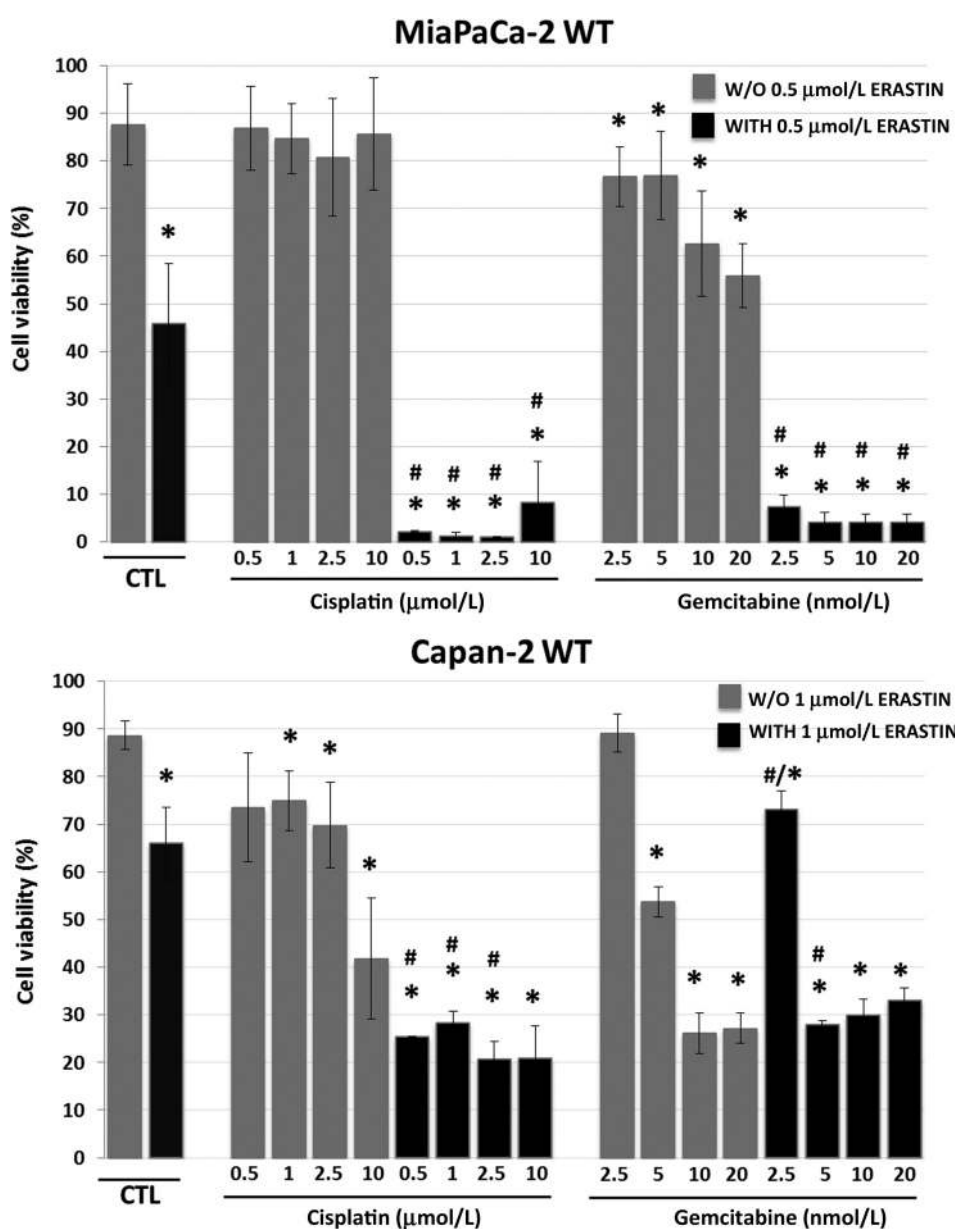 MiaPaCa-2 WT
W/O 0.5 μmol/L ERASTIN
WITH 0.5 μmol/L ERASTIN
Cell viability (%)
100
90
80
70
60
50
40
30
20
10
0
*
# # # #
* * * *
* * * *
# # # #
* * * *
0.5 1 2.5 10 0.5 1 2.5 10 2.5 5 10 20 2.5 5 10 20
CTL
Cisplatin (μmol/L) Gemcitabine (nmol/L)
Capan-2 WT
W/O 1 μmol/L ERASTIN
WITH 1 μmol/L ERASTIN
Cell viability (%)
100
90
80
70
60
50
40
30
20
10
0
*
* * *
# # #
* * * *
* * *
#/*
#
* * *
0.5 1 2.5 10 0.5 1 2.5 10 2.5 5 10 20 2.5 5 10 20
CTL
Cisplatin (μmol/L) Gemcitabine (nmol/L)